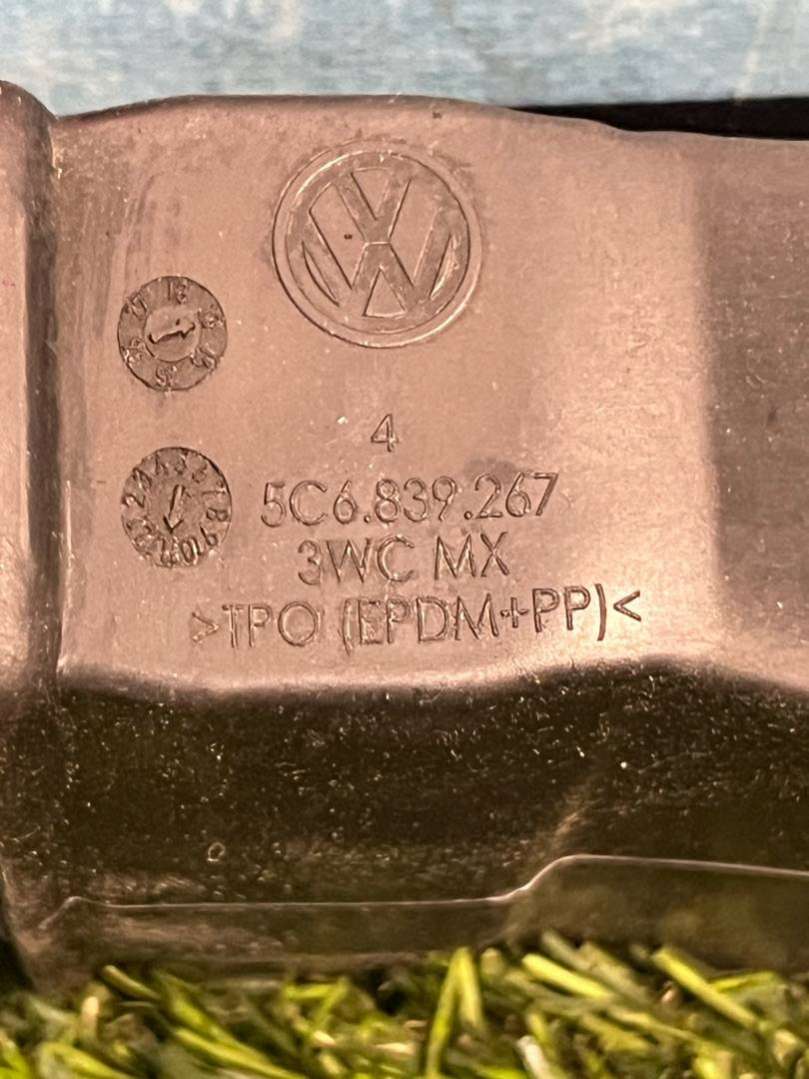 4
5C6.839.267
3WC MX
>TPO (EPDM+PP)<